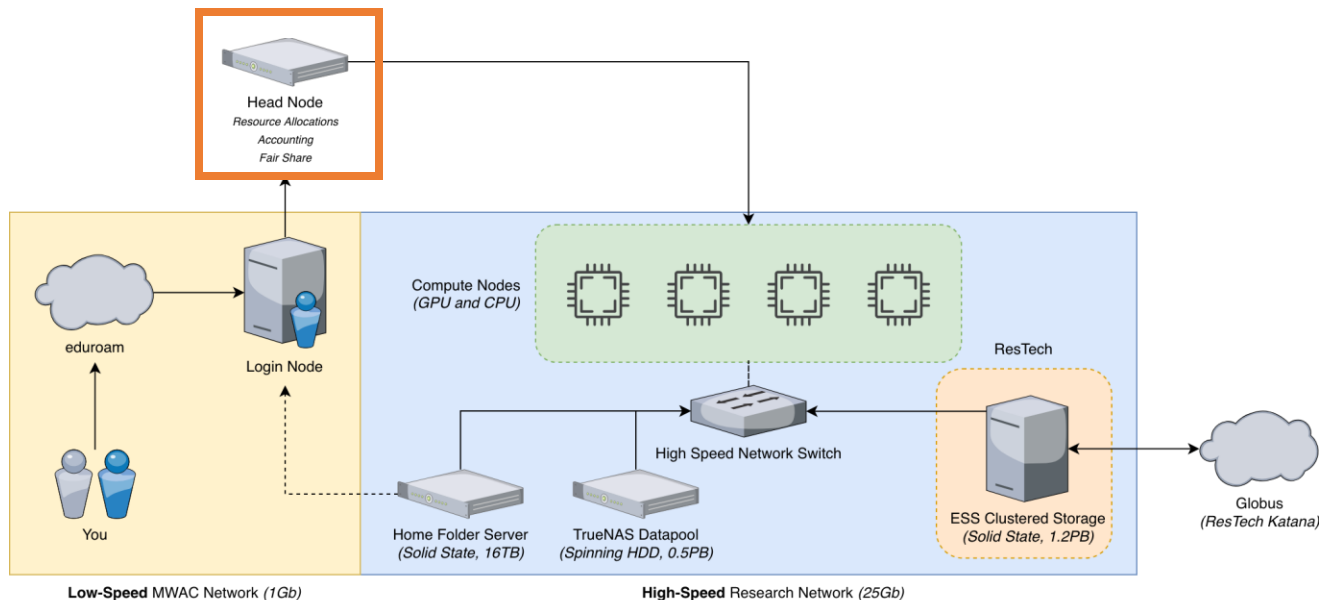 Head Node
Resource Allocations
Accounting
Fair Share
Compute Nodes
(GPU and CPU)
eduroam
Login Node
ResTech
High Speed Network Switch
You
Home Folder Server
(Solid State, 16TB)
TrueNAS Datapool
(Spinning HDD, 0.5PB)
ESS Clustered Storage
(Solid State, 1.2PB)
Globus
(ResTech Katana)
Low-Speed MWAC Network (1Gb)
High-Speed Research Network (25Gb)